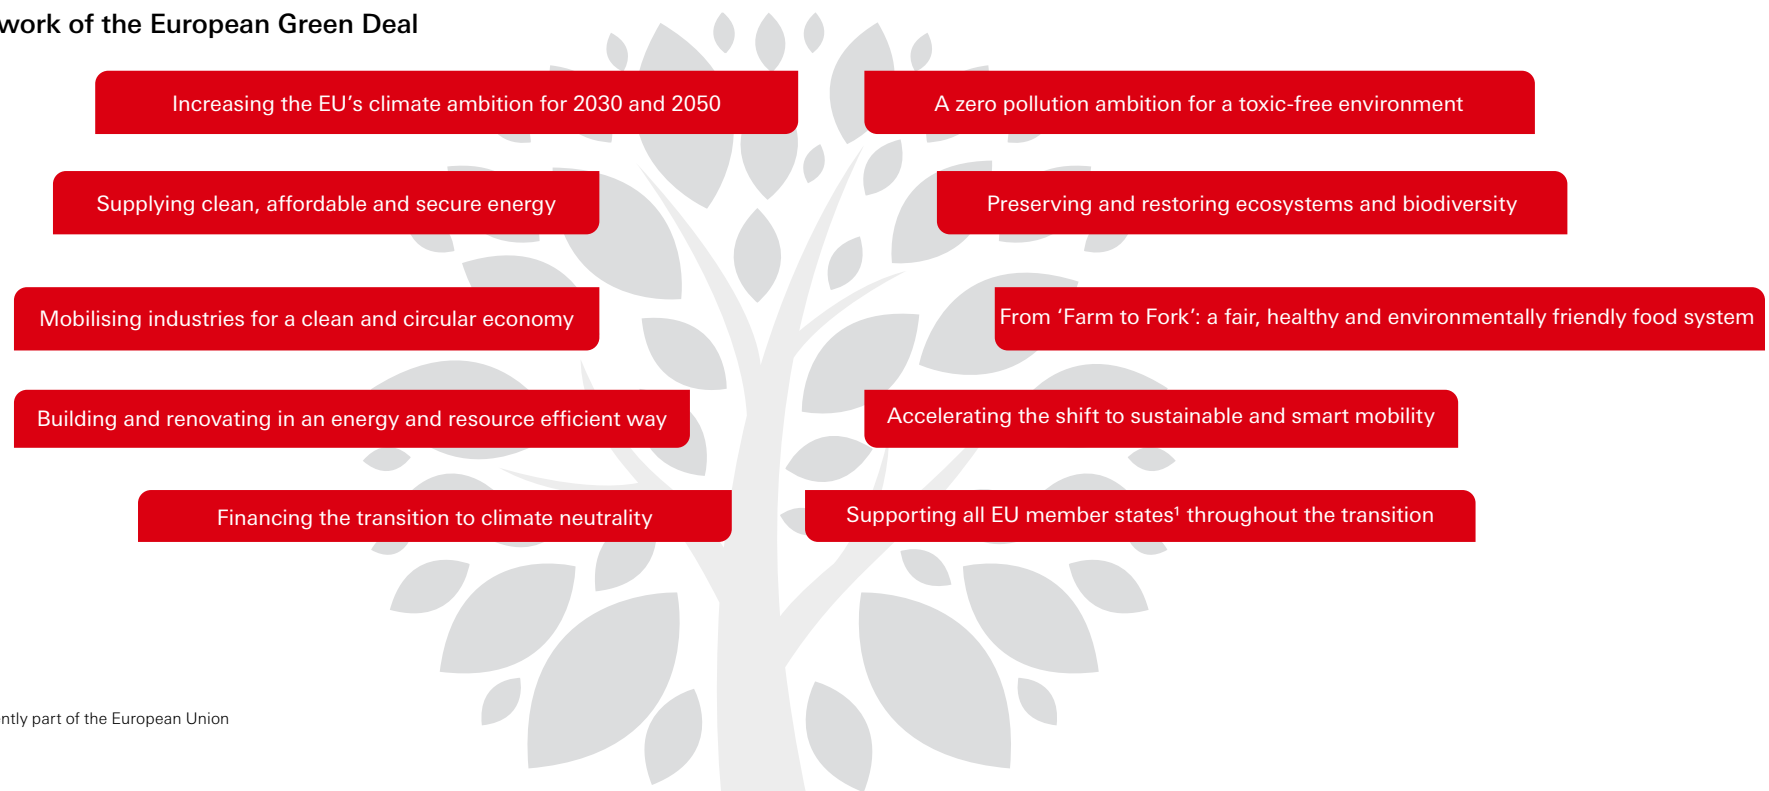 work of the European Green Deal
Increasing the EU's climate ambition for 2030 and 2050
A zero pollution ambition for a toxic-free environment
Supplying clean, affordable and secure energy
Preserving and restoring ecosystems and biodiversity
Mobilising industries for a clean and circular economy
From ‘Farm to Fork’: a fair, healthy and environmentally friendly food system
Building and renovating in an energy and resource efficient way
Accelerating the shift to sustainable and smart mobility
Financing the transition to climate neutrality
Supporting all EU member states¹ throughout the transition
ently part of the European Union